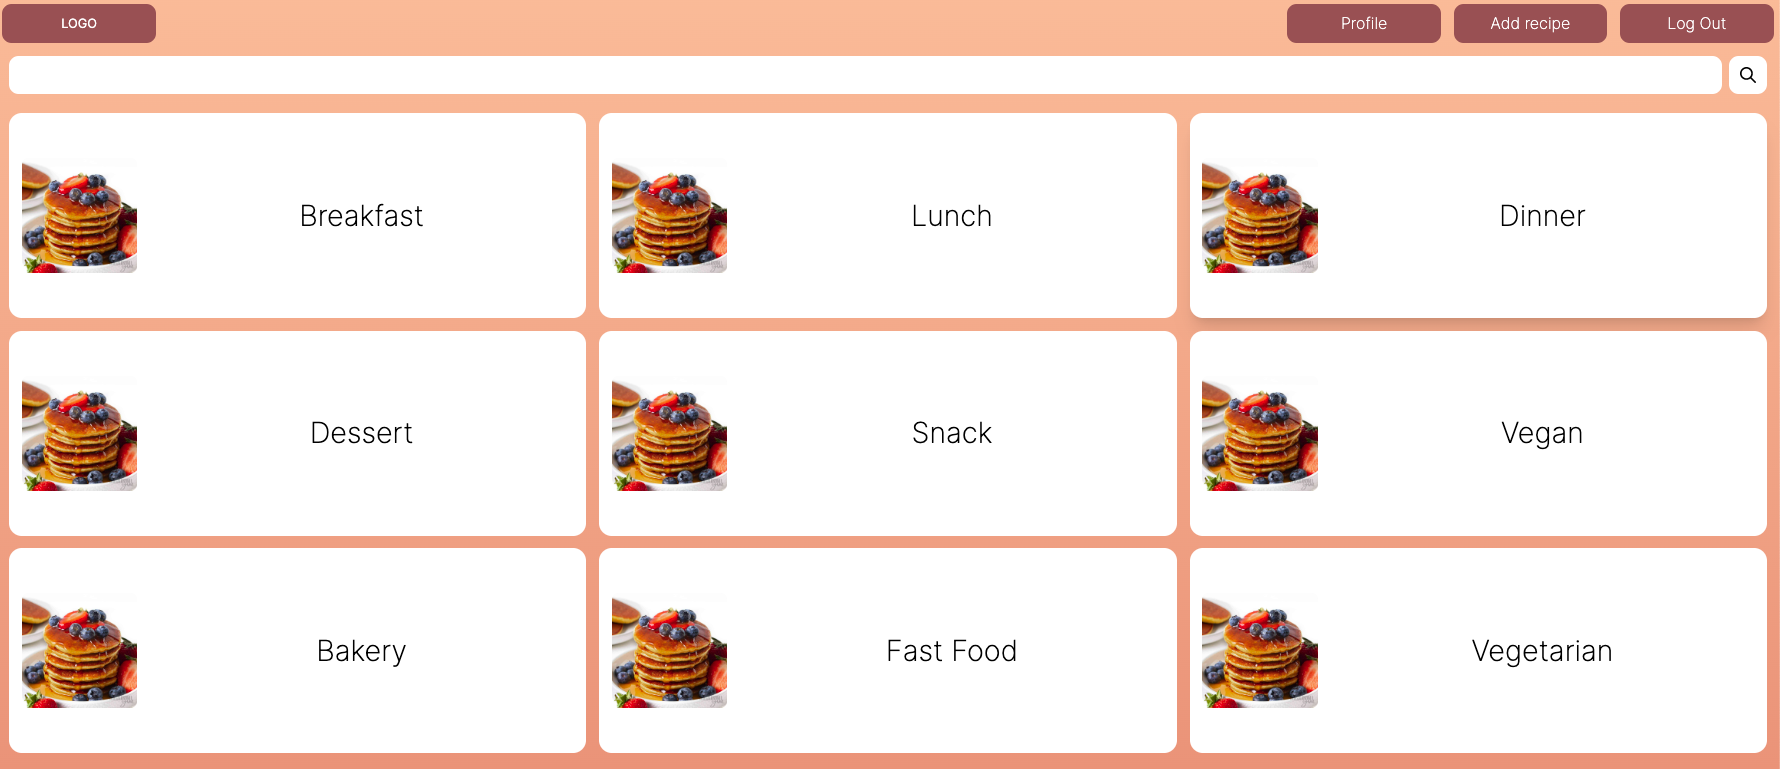 LOGO
Profile
Add recipe
Log Out
Breakfast
Lunch
Dinner
Dessert
Snack
Vegan
Bakery
Fast Food
Vegetarian